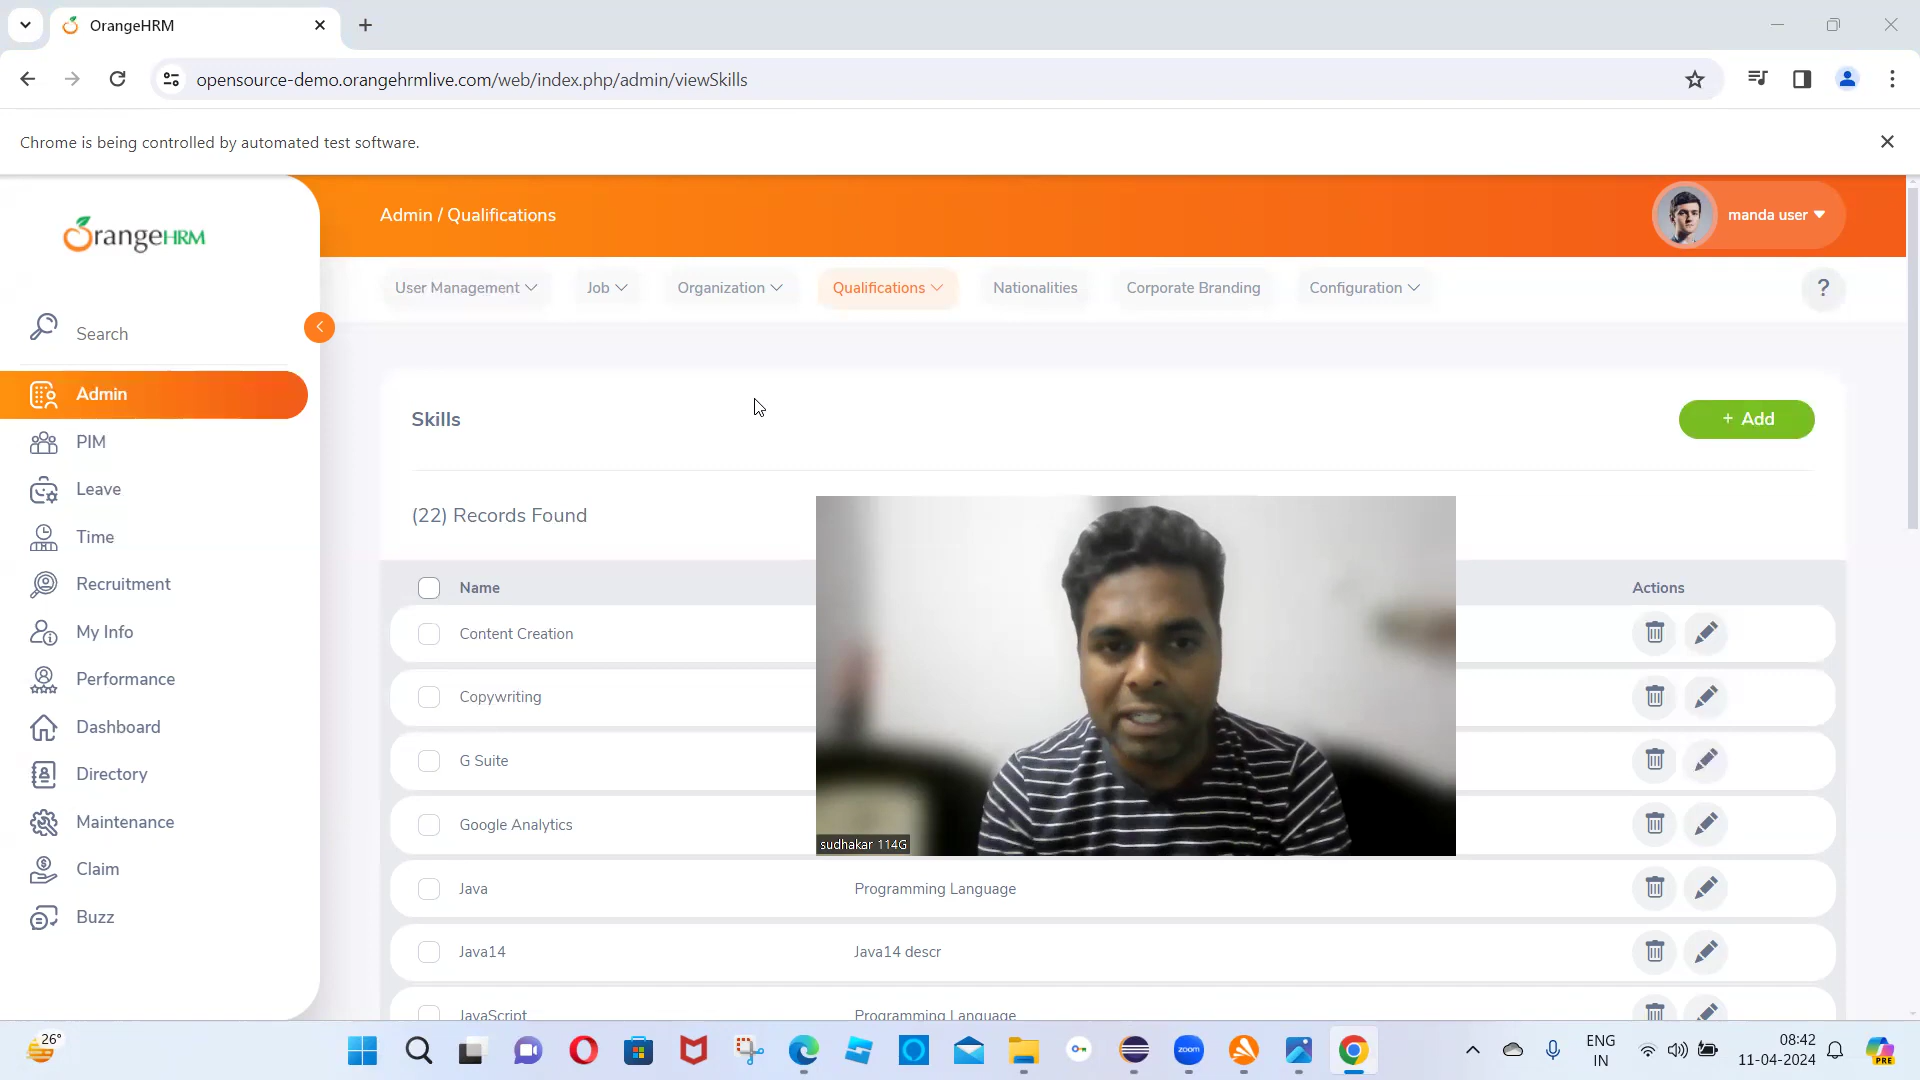 OrangeHRM
opensource-demo.orangehrmlive.com/web/index.php/admin/viewSkills
Chrome is being controlled by automated test software.
OrangeHRM
Admin / Qualifications
manda user
User Management
Job
Organization
Qualifications
Nationalities
Corporate Branding
Configuration
?
Search
Admin
PIM
Leave
Time
Recruitment
My Info
Performance
Dashboard
Directory
Maintenance
Claim
Buzz
Skills
+ Add
(22) Records Found
Name
Actions
Content Creation
Copywriting
G Suite
Google Analytics
Java
Programming Language
Java14
Java14 descr
JavaScript
Programming Language
sudhakar 114G
26°
zoom
ENG
IN
08:42
11-04-2024
PRE